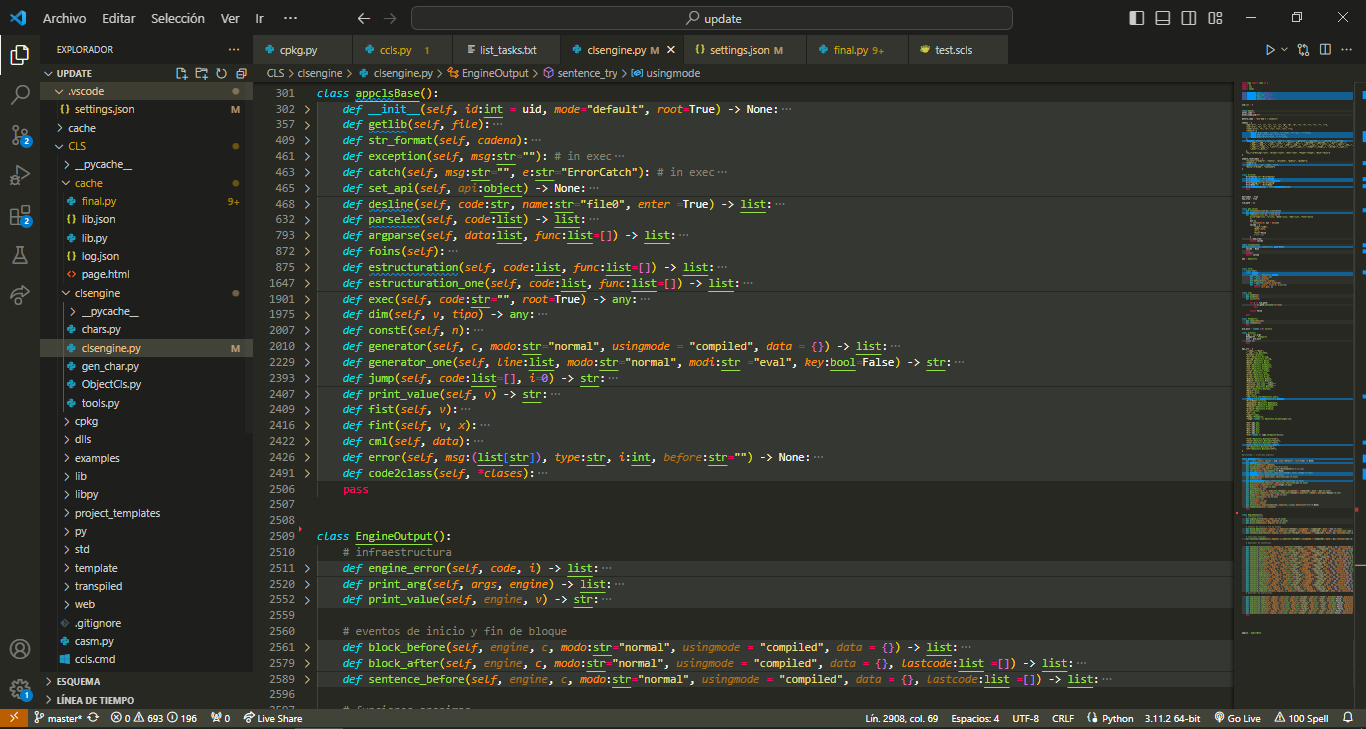 Archivo Editar Selección Ver Ir ··· update
EXPLORADOR ···
UPDATE
.vscode
settings.json M
cache
CLS
__pycache__
cache
final.py 9+
lib.json
lib.py
log.json
page.html
clsengine
__pycache__
chars.py
clsengine.py M
gen_char.py
ObjectCls.py
tools.py
cpkg
dlls
examples
lib
libpy
project_templates
py
std
template
transpiled
web
.gitignore
casm.py
ccls.cmd
ESQUEMA
LÍNEA DE TIEMPO
2
2
1
cpkg.py ccls.py 1 list_tasks.txt clsengine.py M settings.json M final.py 9+ test.scls
CLS > clsengine > clsengine.py > EngineOutput > sentence_try > usingmode
301 class appclsBase():
302 def __init__(self, id:int = uid, mode="default", root=True) -> None:···
357 def getlib(self, file):···
409 def str_format(self, cadena):···
461 def exception(self, msg:str=""): # in exec···
463 def catch(self, msg:str="", e:str="ErrorCatch"): # in exec···
465 def set_api(self, api:object) -> None:···
468 def desline(self, code:str, name:str="file0", enter =True) -> list:···
632 def parselex(self, code:list) -> list:···
793 def argparse(self, data:list, func:list=[]) -> list:···
872 def foins(self):···
875 def estructuration(self, code:list, func:list=[]) -> list:···
1647 def estructuration_one(self, code:list, func:list=[]) -> list:···
1901 def exec(self, code:str="", root=True) -> any:···
1975 def dim(self, v, tipo) -> any:···
2007 def constE(self, n):···
2010 def generator(self, c, modo:str="normal", usingmode = "compiled", data = {}) -> list:···
2229 def generator_one(self, line:list, modo:str="normal", modi:str ="eval", key:bool=False) -> str:···
2393 def jump(self, code:list=[], i=0) -> str:···
2407 def print_value(self, v) -> str:···
2409 def fist(self, v):···
2416 def fint(self, v, x):···
2422 def cml(self, data):···
2426 def error(self, msg:(list[str]), type:str, i:int, before:str="") -> None:···
2491 def code2class(self, *clases):···
2506 pass
2507
2508
2509 class EngineOutput():
2510 # infraestructura
2511 def engine_error(self, code, i) -> list:···
2520 def print_arg(self, args, engine) -> list:···
2552 def print_value(self, engine, v) -> str:···
2559
2560 # eventos de inicio y fin de bloque
2561 def block_before(self, engine, c, modo:str="normal", usingmode = "compiled", data = {}) -> list:···
2579 def block_after(self, engine, c, modo:str="normal", usingmode = "compiled", data = {}, lastcode:list =[]) -> list:···
2589 def sentence_before(self, engine, c, modo:str="normal", usingmode = "compiled", data = {}, lastcode:list =[]) -> list:···
2596
master* 0 693 196 0 Live Share Lín. 2908, col. 69 Espacios: 4 UTF-8 CRLF Python 3.11.2 64-bit Go Live 100 Spell